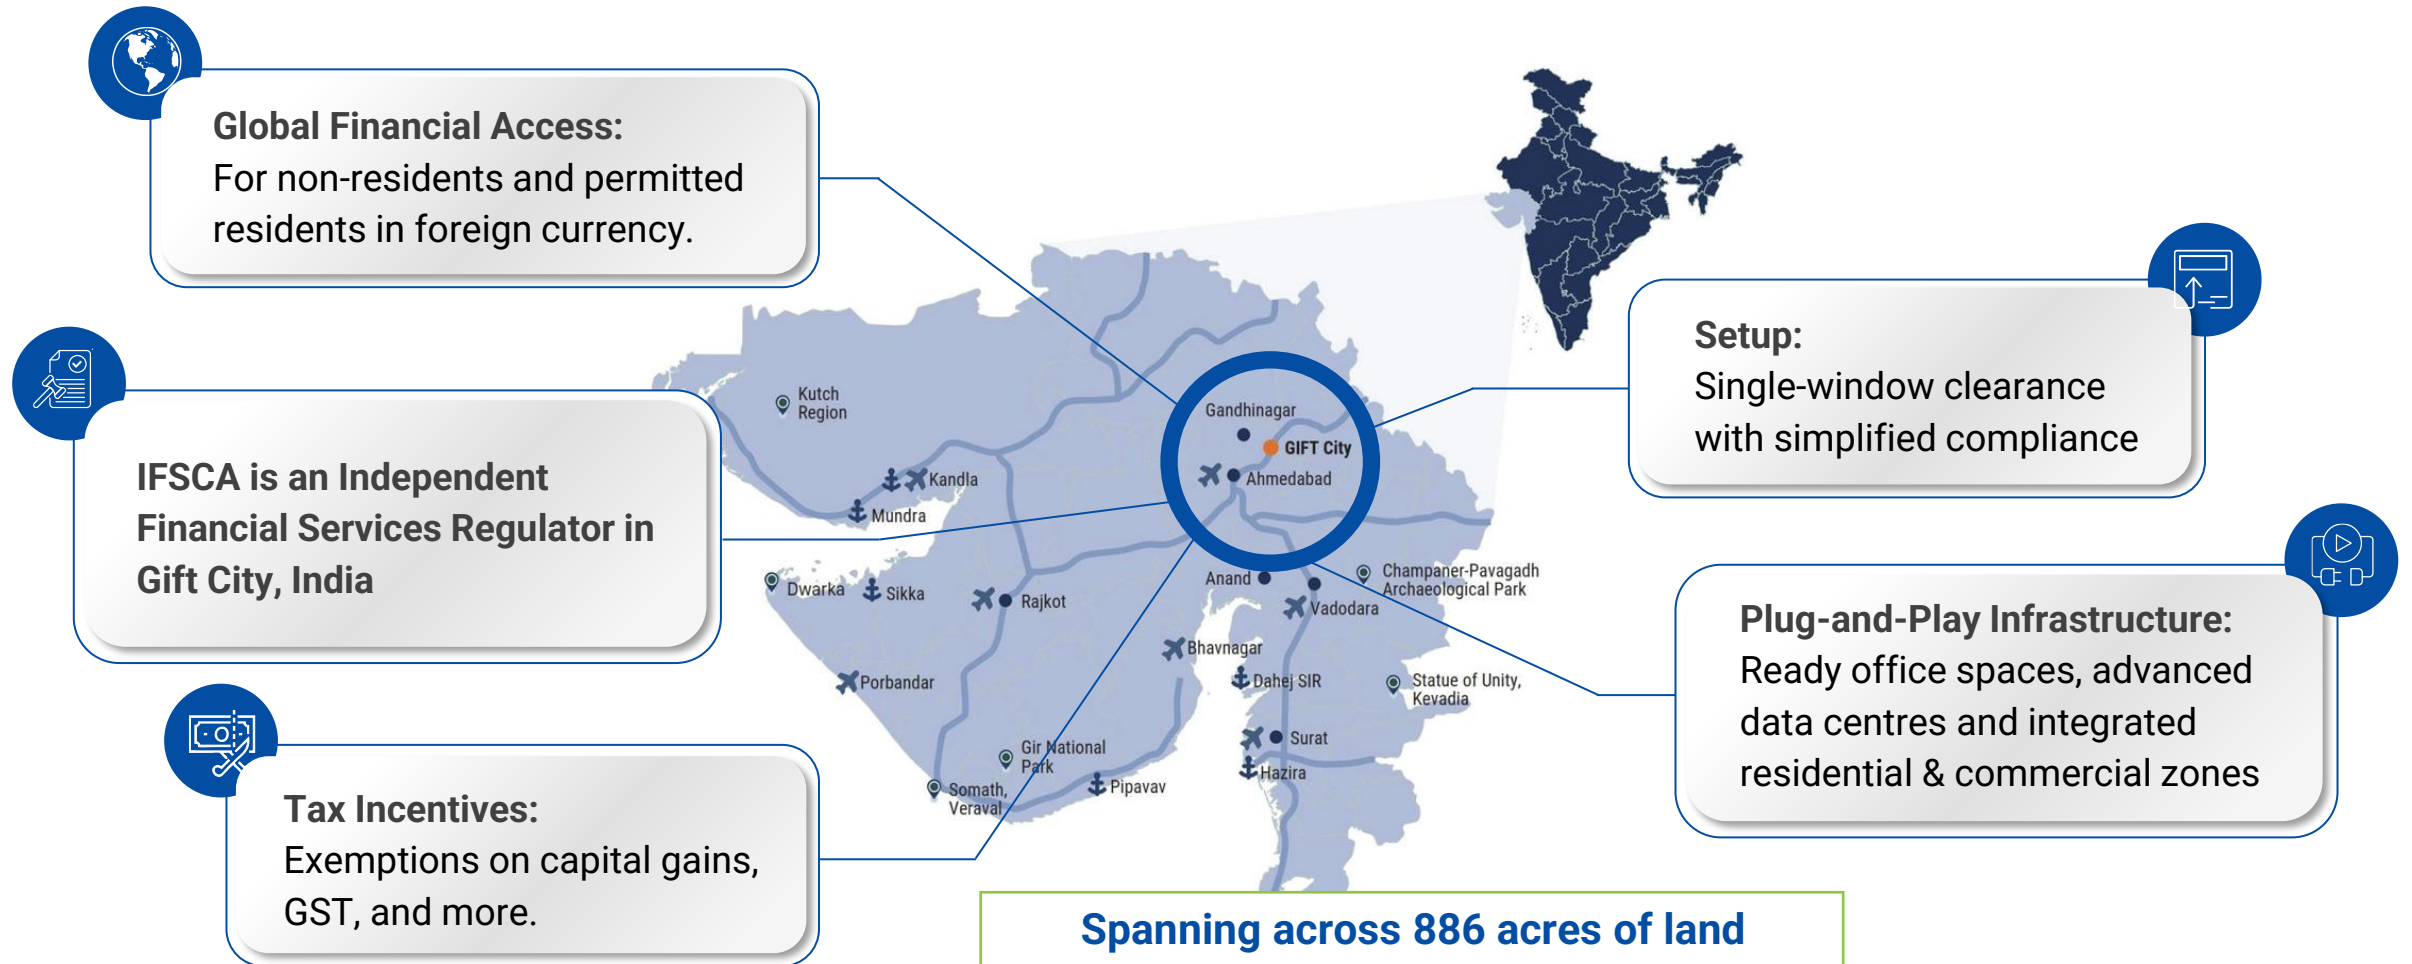 Global Financial Access:
For non-residents and permitted
residents in foreign currency.
IFSCA is an Independent
Financial Services Regulator in
Gift City, India
Tax Incentives:
Exemptions on capital gains,
GST, and more.
Setup:
Single-window clearance
with simplified compliance
Plug-and-Play Infrastructure:
Ready office spaces, advanced
data centres and integrated
residential & commercial zones
Kutch
Region
Gandhinagar
GIFT City
Ahmedabad
Kandla
Mundra
Dwarka
Sikka
Rajkot
Anand
Vadodara
Champaner-Pavagadh
Archaeological Park
Bhavnagar
Porbandar
Dahej SIR
Statue of Unity,
Kevadia
Surat
Hazira
Gir National
Park
Somath,
Veraval
Pipavav
Spanning across 886 acres of land